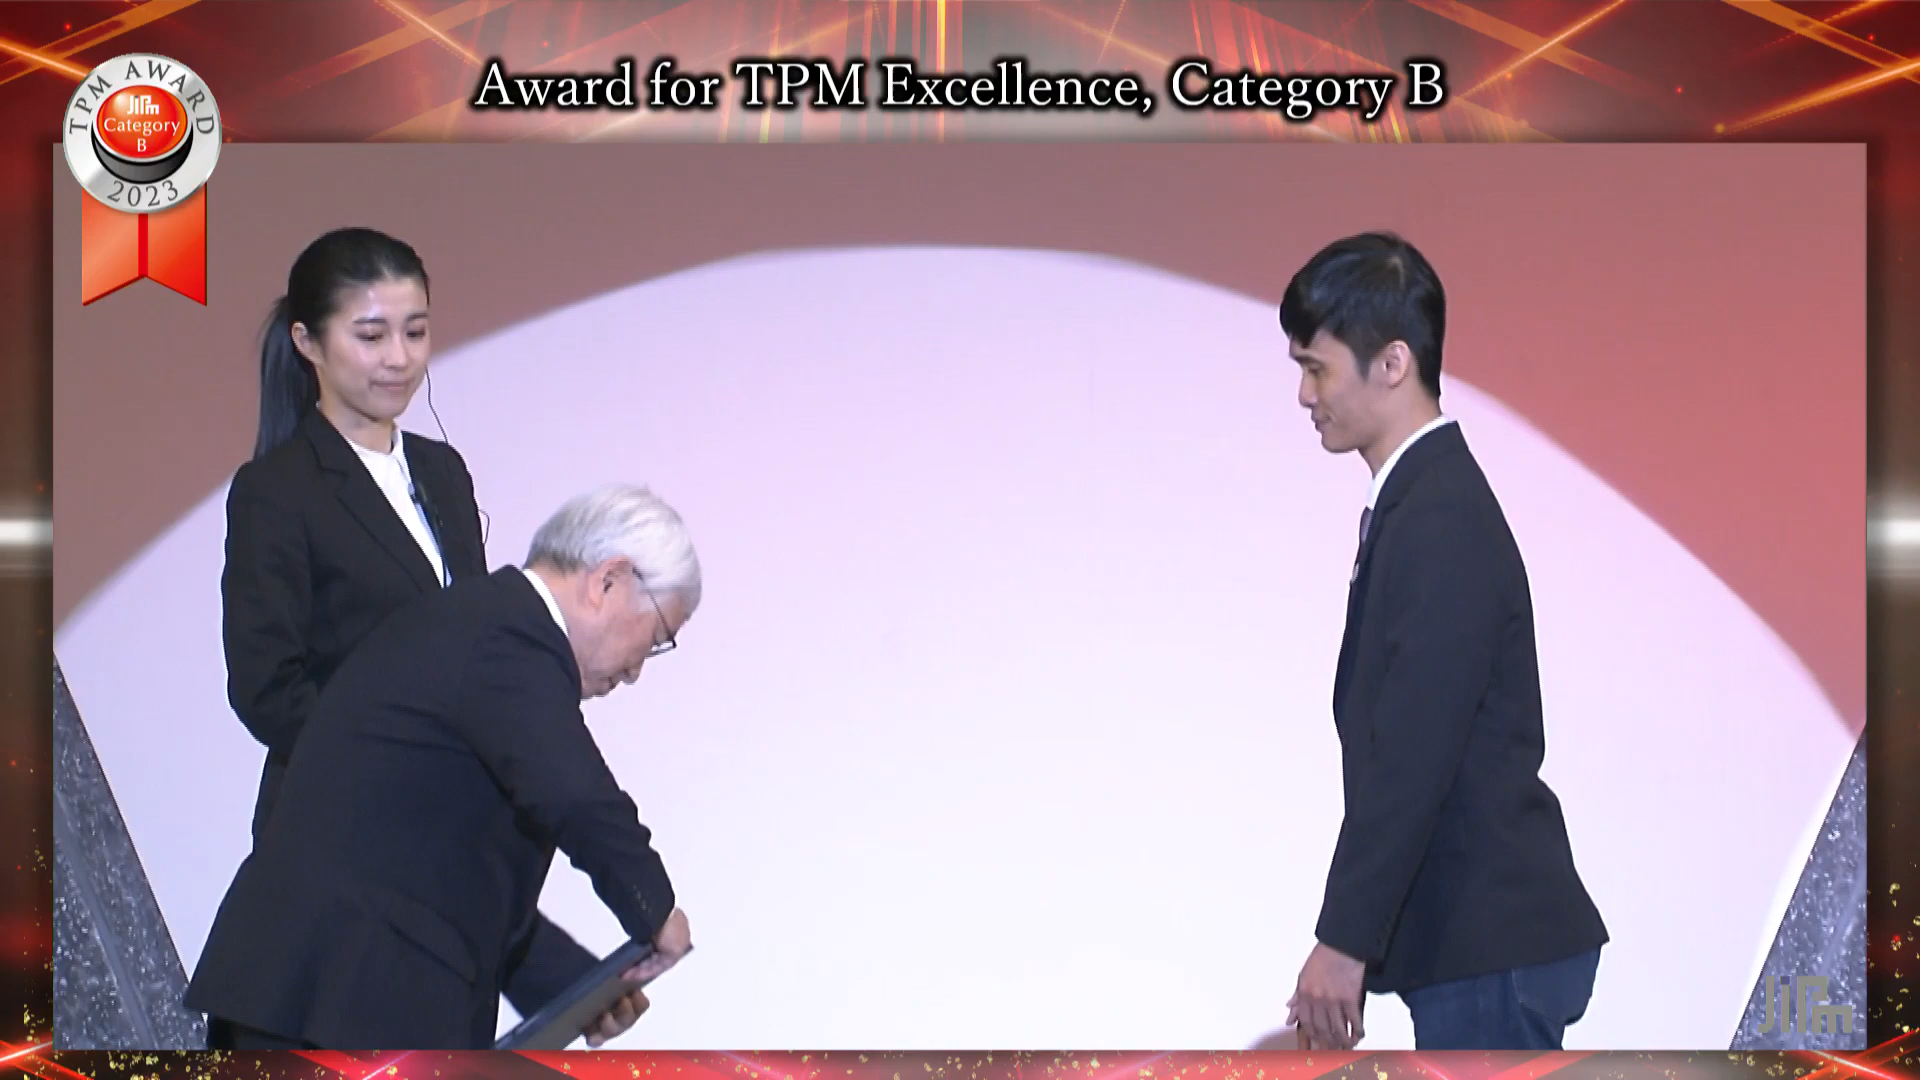 Award for TPM Excellence, Category B
TPM AWARD
JIPM
Category
B
2023
JIPM